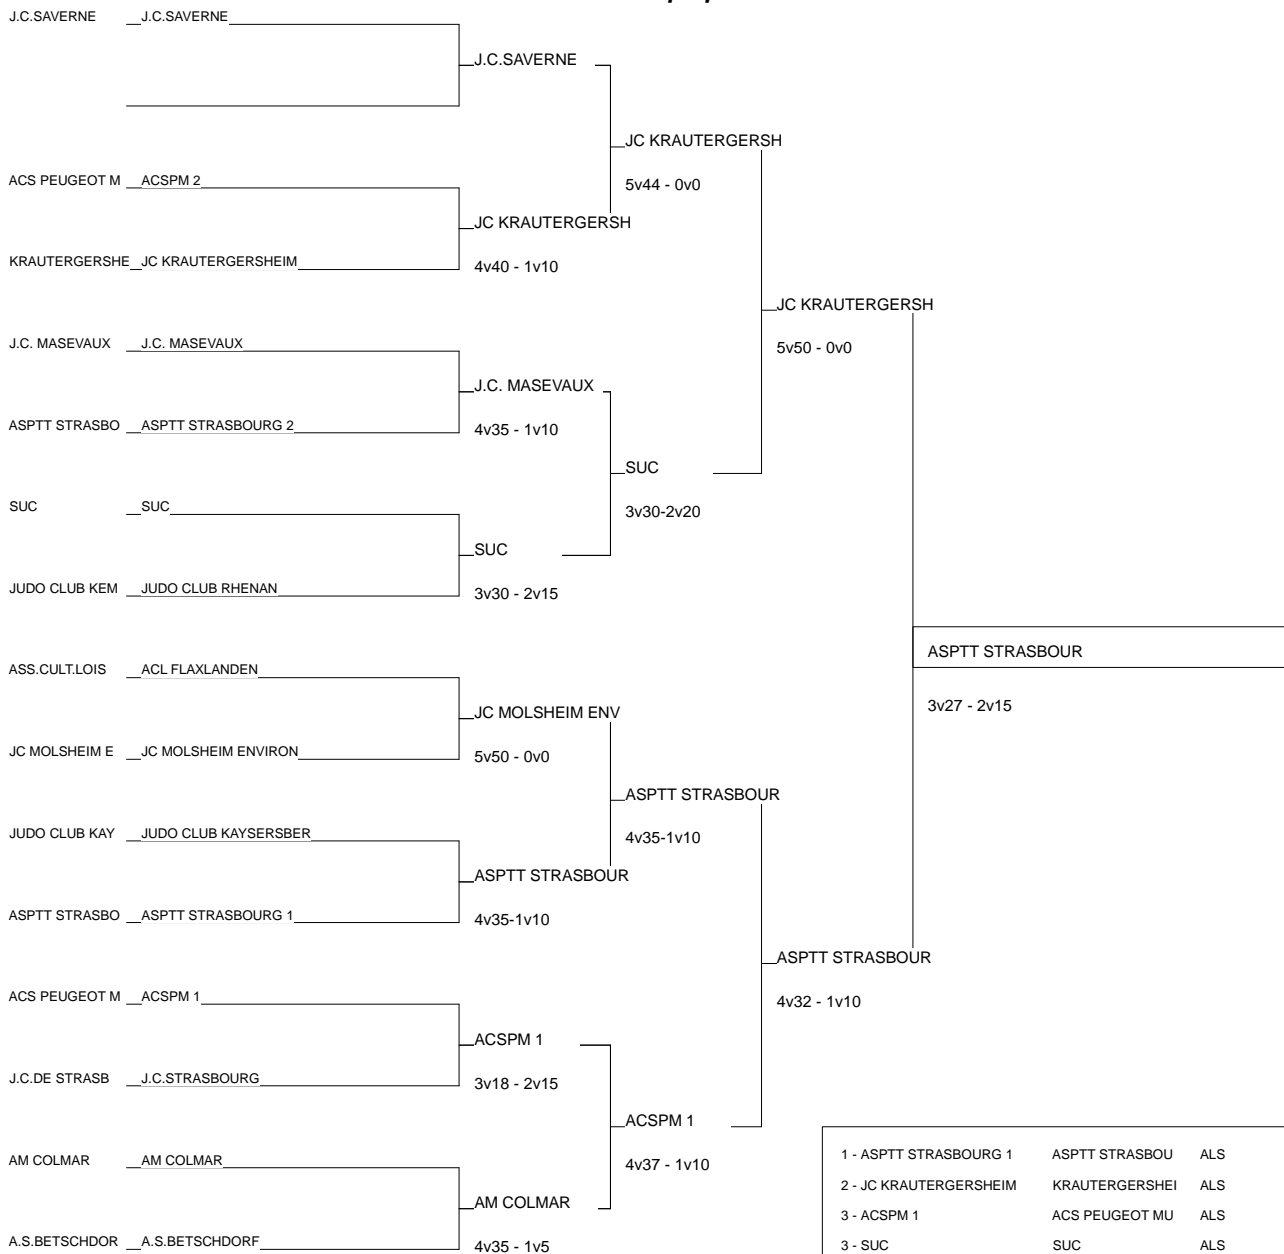 J.C.SAVERNE J.C.SAVERNE
J.C.SAVERNE
JC KRAUTERGERSH
ACS PEUGEOT M ACSPM 2
5v44 - 0v0
JC KRAUTERGERSH
KRAUTERGERSHE JC KRAUTERGERSHEIM
4v40 - 1v10
JC KRAUTERGERSH
J.C. MASEVAUX J.C. MASEVAUX
5v50 - 0v0
J.C. MASEVAUX
ASPTT STRASBO ASPTT STRASBOURG 2
4v35 - 1v10
SUC
SUC SUC
3v30-2v20
SUC
JUDO CLUB KEM JUDO CLUB RHENAN
3v30 - 2v15
ASPTT STRASBOUR
ASS.CULT.LOIS ACL FLAXLANDEN
3v27 - 2v15
JC MOLSHEIM ENV
JC MOLSHEIM E JC MOLSHEIM ENVIRON
5v50 - 0v0
ASPTT STRASBOUR
JUDO CLUB KAY JUDO CLUB KAYSERSBER
4v35-1v10
ASPTT STRASBOUR
ASPTT STRASBO ASPTT STRASBOURG 1
4v35-1v10
ASPTT STRASBOUR
ACS PEUGEOT M ACSPM 1
4v32 - 1v10
ACSPM 1
J.C.DE STRASB J.C.STRASBOURG
3v18 - 2v15
ACSPM 1
AM COLMAR AM COLMAR
4v37 - 1v10
AM COLMAR
A.S.BETSCHDOR A.S.BETSCHDORF
4v35 - 1v5
1 - ASPTT STRASBOURG 1 ASPTT STRASBOU ALS
2 - JC KRAUTERGERSHEIM KRAUTERGERSHEI ALS
3 - ACSPM 1 ACS PEUGEOT MU ALS
3 - SUC SUC ALS